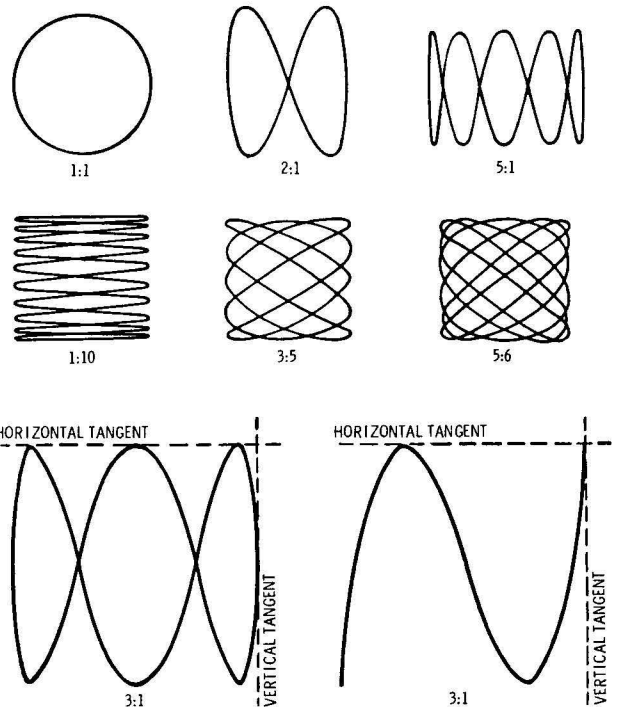 1:1
2:1
5:1
1:10
3:5
5:6
HORIZONTAL TANGENT
VERTICAL TANGENT
3:1
HORIZONTAL TANGENT
VERTICAL TANGENT
3:1